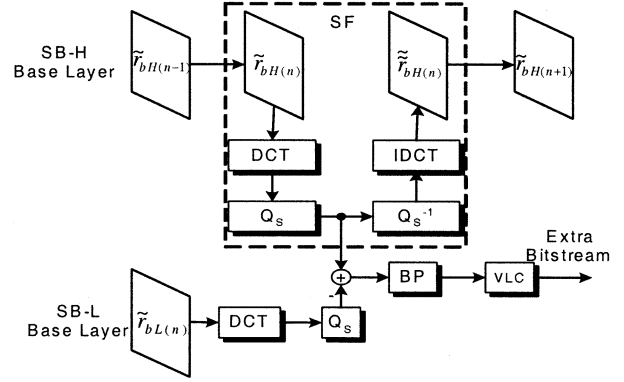 SF
SB-H
Base Layer
r̃bH(n−1)
r̃bH(n)
r̃̃bH(n)
r̃bH(n+1)
DCT
IDCT
Qs
Qs⁻¹
Extra
Bitstream
+
-
BP
VLC
SB-L
Base Layer
r̃bL(n)
DCT
Qs